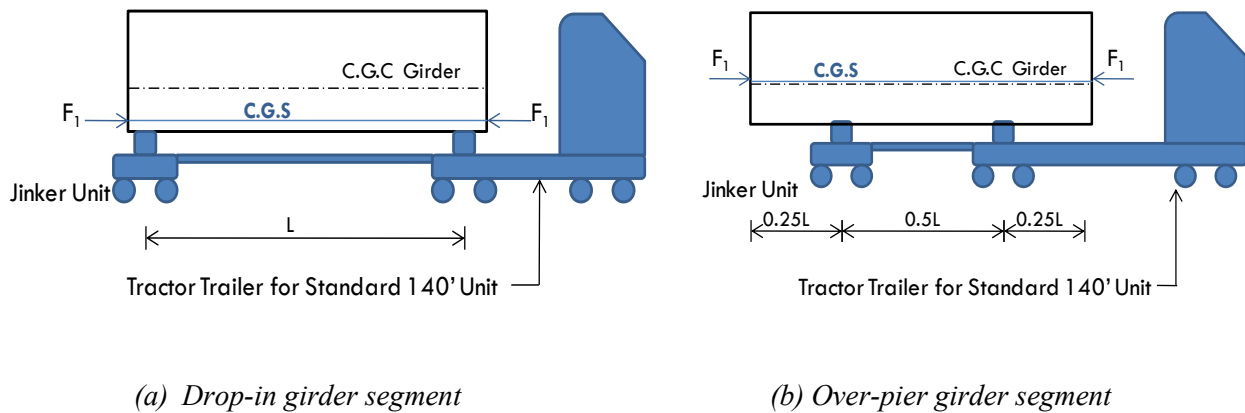 C.G.C Girder
F₁
C.G.S
F₁
Jinker Unit
L
Tractor Trailer for Standard 140' Unit
(a) Drop-in girder segment
F₁
C.G.S
C.G.C Girder
F₁
Jinker Unit
0.25L
0.5L
0.25L
Tractor Trailer for Standard 140' Unit
(b) Over-pier girder segment